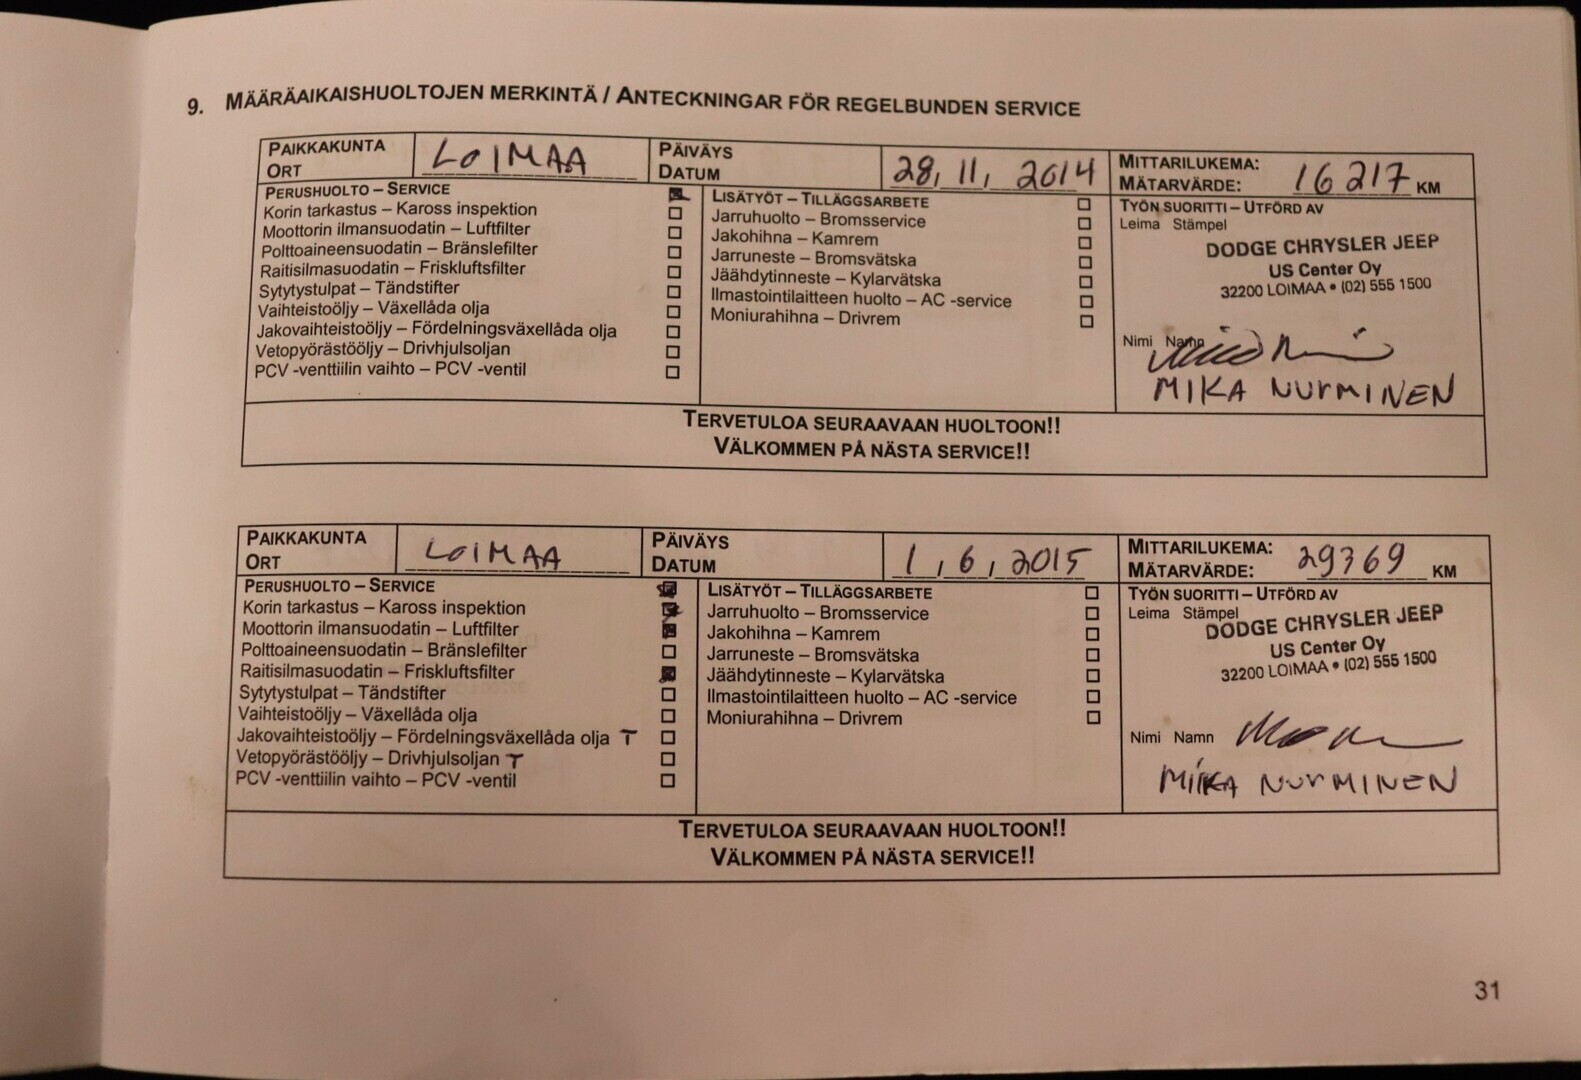 9. MÄÄRÄAIKAISHUOLTOJEN MERKINTÄ / ANTECKNINGAR FÖR REGELBUNDEN SERVICE
PAIKKAKUNTA
ORT
LOIMAA
PÄIVÄYS
DATUM
28, 11, 2014
MITTARILUKEMA:
MÄTARVÄRDE: 16217 KM
PERUSHUOLTO – SERVICE
Korin tarkastus – Kaross inspektion
Moottorin ilmansuodatin – Luftfilter
Polttoaineensuodatin – Bränslefilter
Raitisilmasuodatin – Friskluftsfilter
Sytytystulpat – Tändstifter
Vaihteistoöljy – Växellåda olja
Jakovaihteistoöljy – Fördelningsväxellåda olja
Vetopyörästööljy – Drivhjulsoljan
PCV -venttiilin vaihto – PCV -ventil
LISÄTYÖT – TILLÄGGSARBETE
Jarruhuolto – Bromsservice
Jakohihna – Kamrem
Jarruneste – Bromsvätska
Jäähdytinneste – Kylarvätska
Ilmastointilaitteen huolto – AC -service
Moniurahihna – Drivrem
TYÖN SUORITTI – UTFÖRD AV
Leima Stämpel
DODGE CHRYSLER JEEP
US Center Oy
32200 LOIMAA • (02) 555 1500
Nimi Namn
MIKA NURMINEN
TERVETULOA SEURAAVAAN HUOLTOON!!
VÄLKOMMEN PÅ NÄSTA SERVICE!!
PAIKKAKUNTA
ORT
LOIMAA
PÄIVÄYS
DATUM
1, 6, 2015
MITTARILUKEMA:
MÄTARVÄRDE: 29369 KM
PERUSHUOLTO – SERVICE
Korin tarkastus – Kaross inspektion
Moottorin ilmansuodatin – Luftfilter
Polttoaineensuodatin – Bränslefilter
Raitisilmasuodatin – Friskluftsfilter
Sytytystulpat – Tändstifter
Vaihteistoöljy – Växellåda olja
Jakovaihteistoöljy – Fördelningsväxellåda olja T
Vetopyörästööljy – Drivhjulsoljan T
PCV -venttiilin vaihto – PCV -ventil
LISÄTYÖT – TILLÄGGSARBETE
Jarruhuolto – Bromsservice
Jakohihna – Kamrem
Jarruneste – Bromsvätska
Jäähdytinneste – Kylarvätska
Ilmastointilaitteen huolto – AC -service
Moniurahihna – Drivrem
TYÖN SUORITTI – UTFÖRD AV
Leima Stämpel
DODGE CHRYSLER JEEP
US Center Oy
32200 LOIMAA • (02) 555 1500
Nimi Namn
MIKA NURMINEN
TERVETULOA SEURAAVAAN HUOLTOON!!
VÄLKOMMEN PÅ NÄSTA SERVICE!!
31